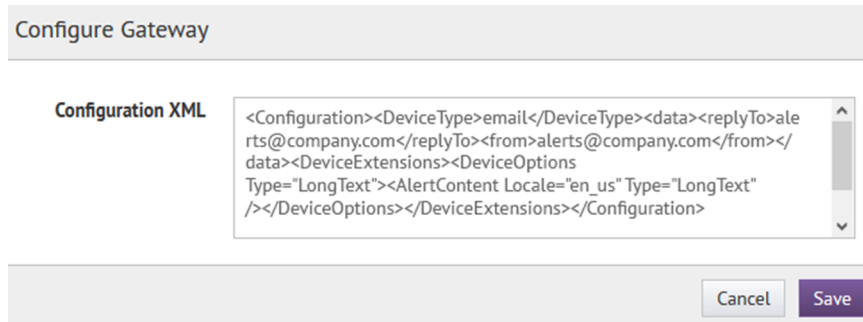 Configure Gateway
Configuration XML
<Configuration><DeviceType>email</DeviceType><data><replyTo>ale
rts@company.com</replyTo><from>alerts@company.com</from></
data><DeviceExtensions><DeviceOptions
Type="LongText"><AlertContent Locale="en_us" Type="LongText"
/></DeviceOptions></DeviceExtensions></Configuration>
Cancel
Save